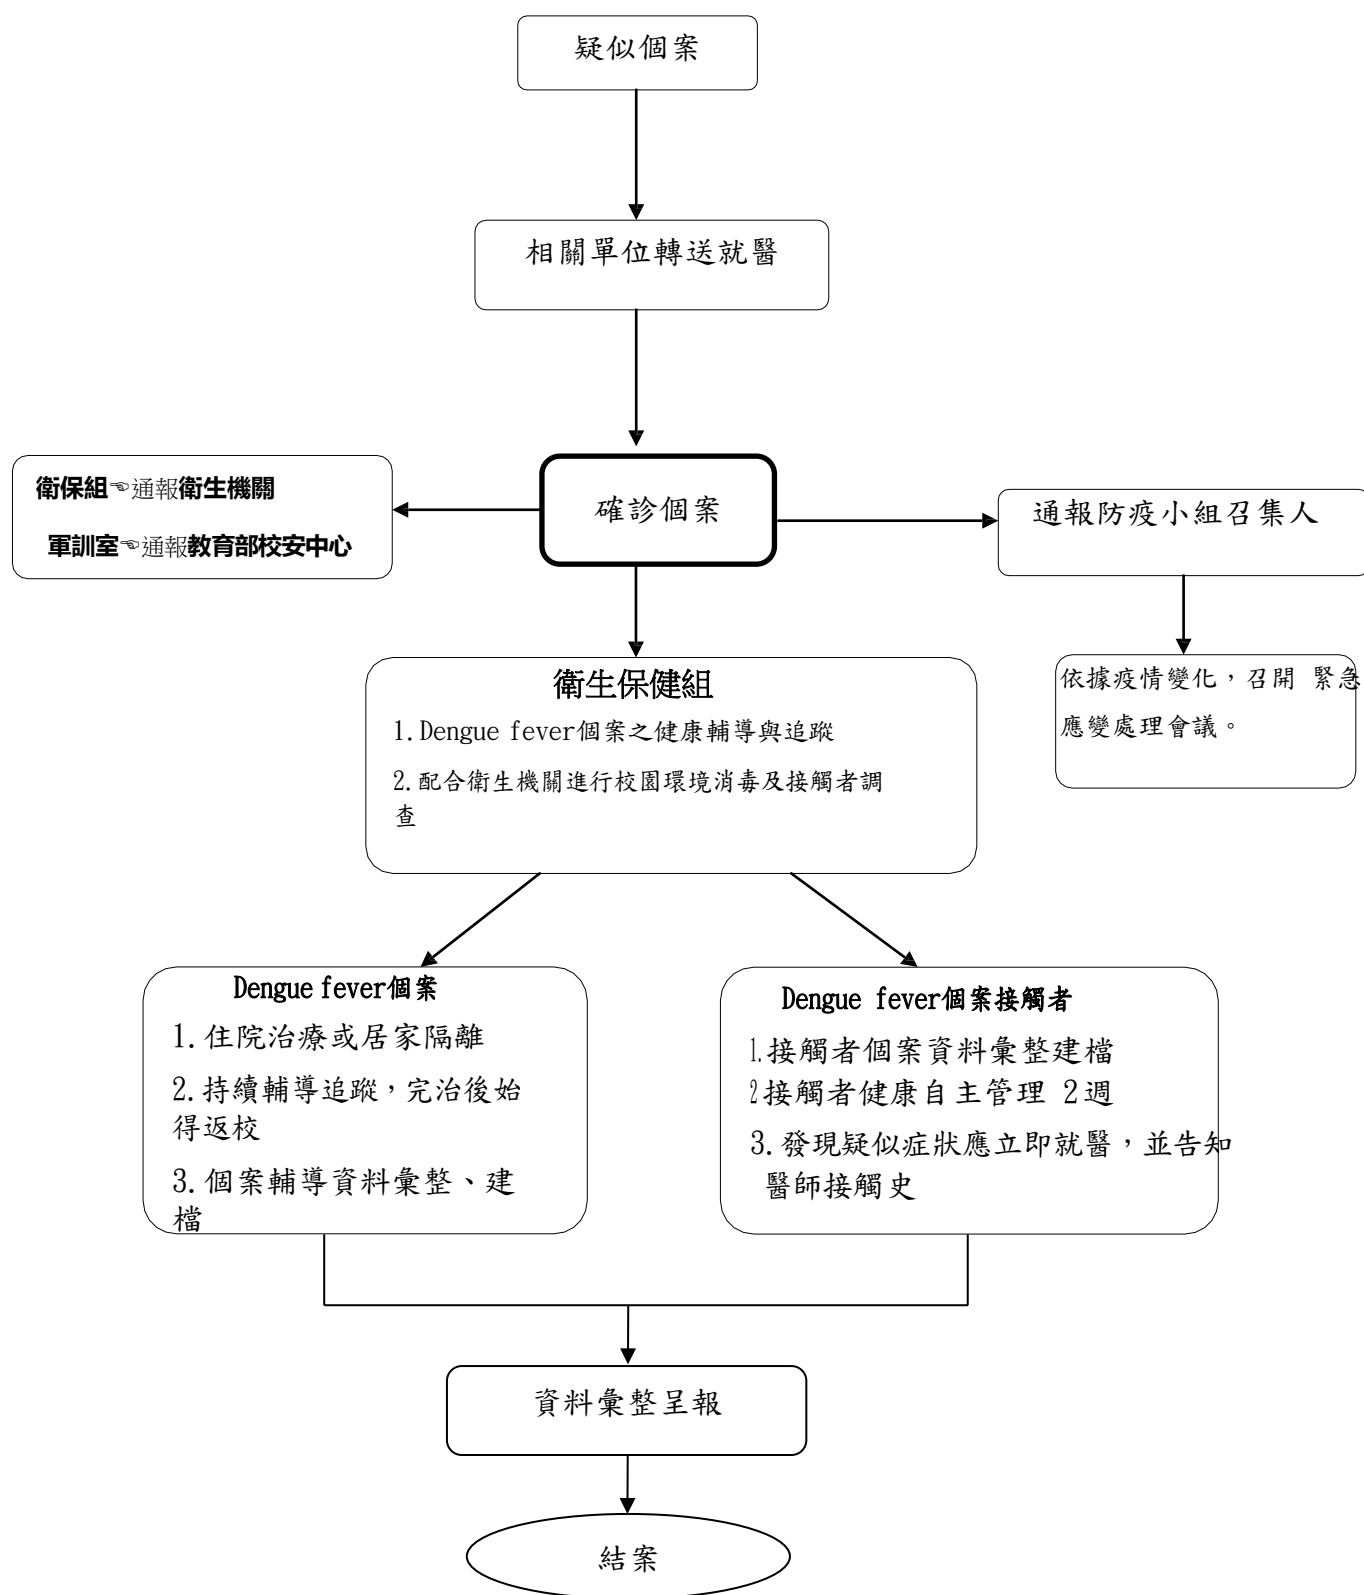 疑似個案
相關單位轉送就醫
衛保組☜通報衛生機關
軍訓室☜通報教育部校安中心
確診個案
通報防疫小組召集人
依據疫情變化，召開 緊急
應變處理會議。
衛生保健組
1.Dengue fever個案之健康輔導與追蹤
2.配合衛生機關進行校園環境消毒及接觸者調
查
Dengue fever個案
1.住院治療或居家隔離
2.持續輔導追蹤，完治後始
得返校
3.個案輔導資料彙整、建
檔
Dengue fever個案接觸者
1.接觸者個案資料彙整建檔
2接觸者健康自主管理 2週
3.發現疑似症狀應立即就醫，並告知
醫師接觸史
資料彙整呈報
結案